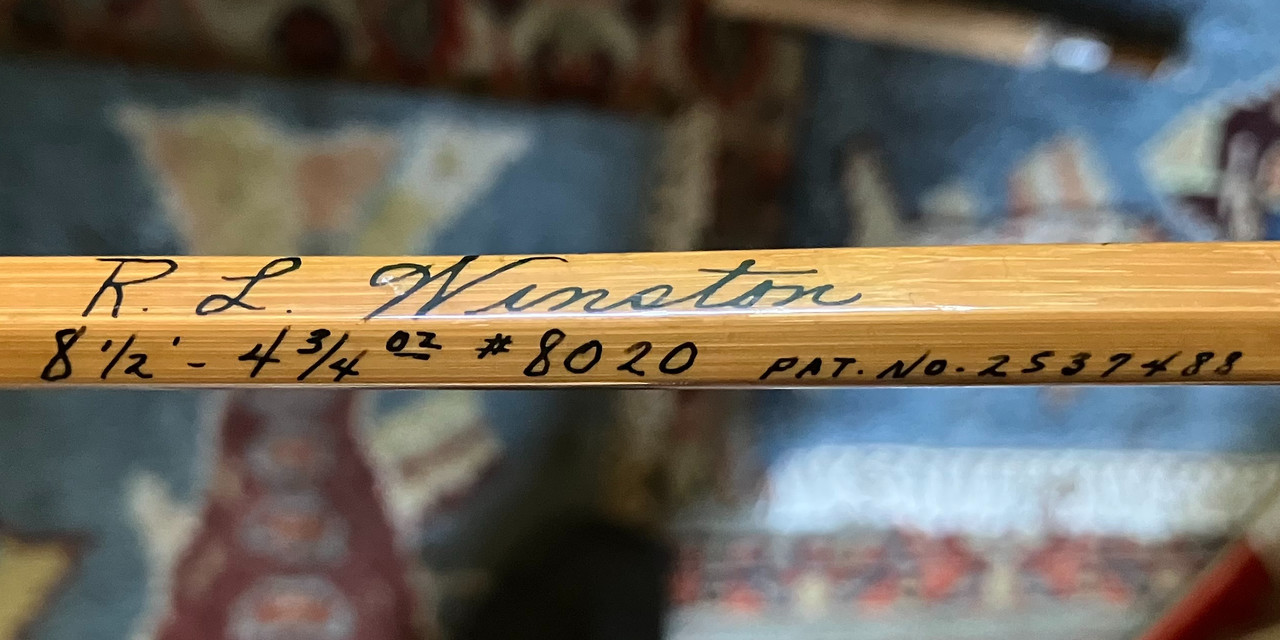 R. L. Winston
8 1/2' - 4 3/4 oz #8020 PAT. No. 2537488